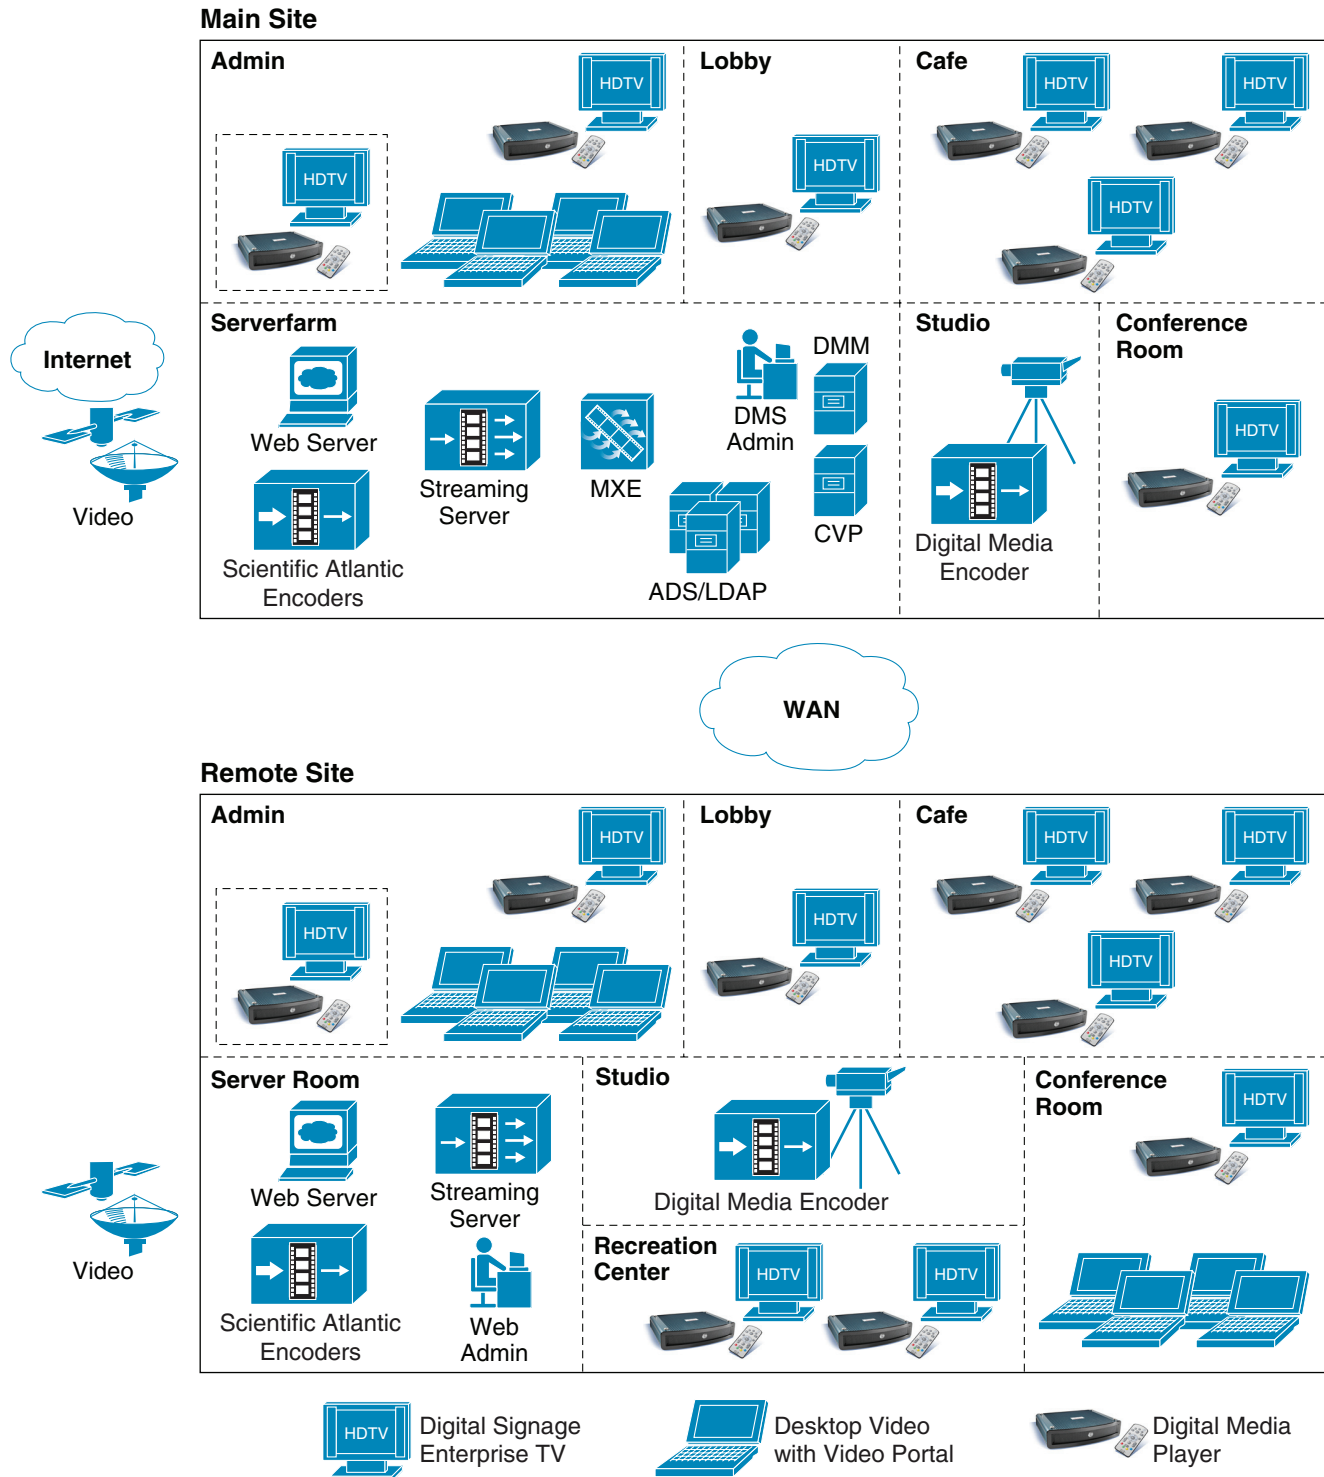 Main Site
Admin
HDTV
HDTV
Lobby
HDTV
Cafe
HDTV
HDTV
HDTV
Internet
Video
Serverfarm
Web Server
Scientific Atlantic
Encoders
Streaming
Server
MXE
ADS/LDAP
DMS
Admin
DMM
CVP
Studio
Digital Media
Encoder
Conference
Room
HDTV
WAN
Remote Site
Admin
HDTV
HDTV
Lobby
HDTV
Cafe
HDTV
HDTV
HDTV
Video
Server Room
Web Server
Streaming
Server
Scientific Atlantic
Encoders
Web
Admin
Studio
Digital Media Encoder
Recreation
Center
HDTV
HDTV
Conference
Room
HDTV
HDTV
Digital Signage
Enterprise TV
Desktop Video
with Video Portal
Digital Media
Player